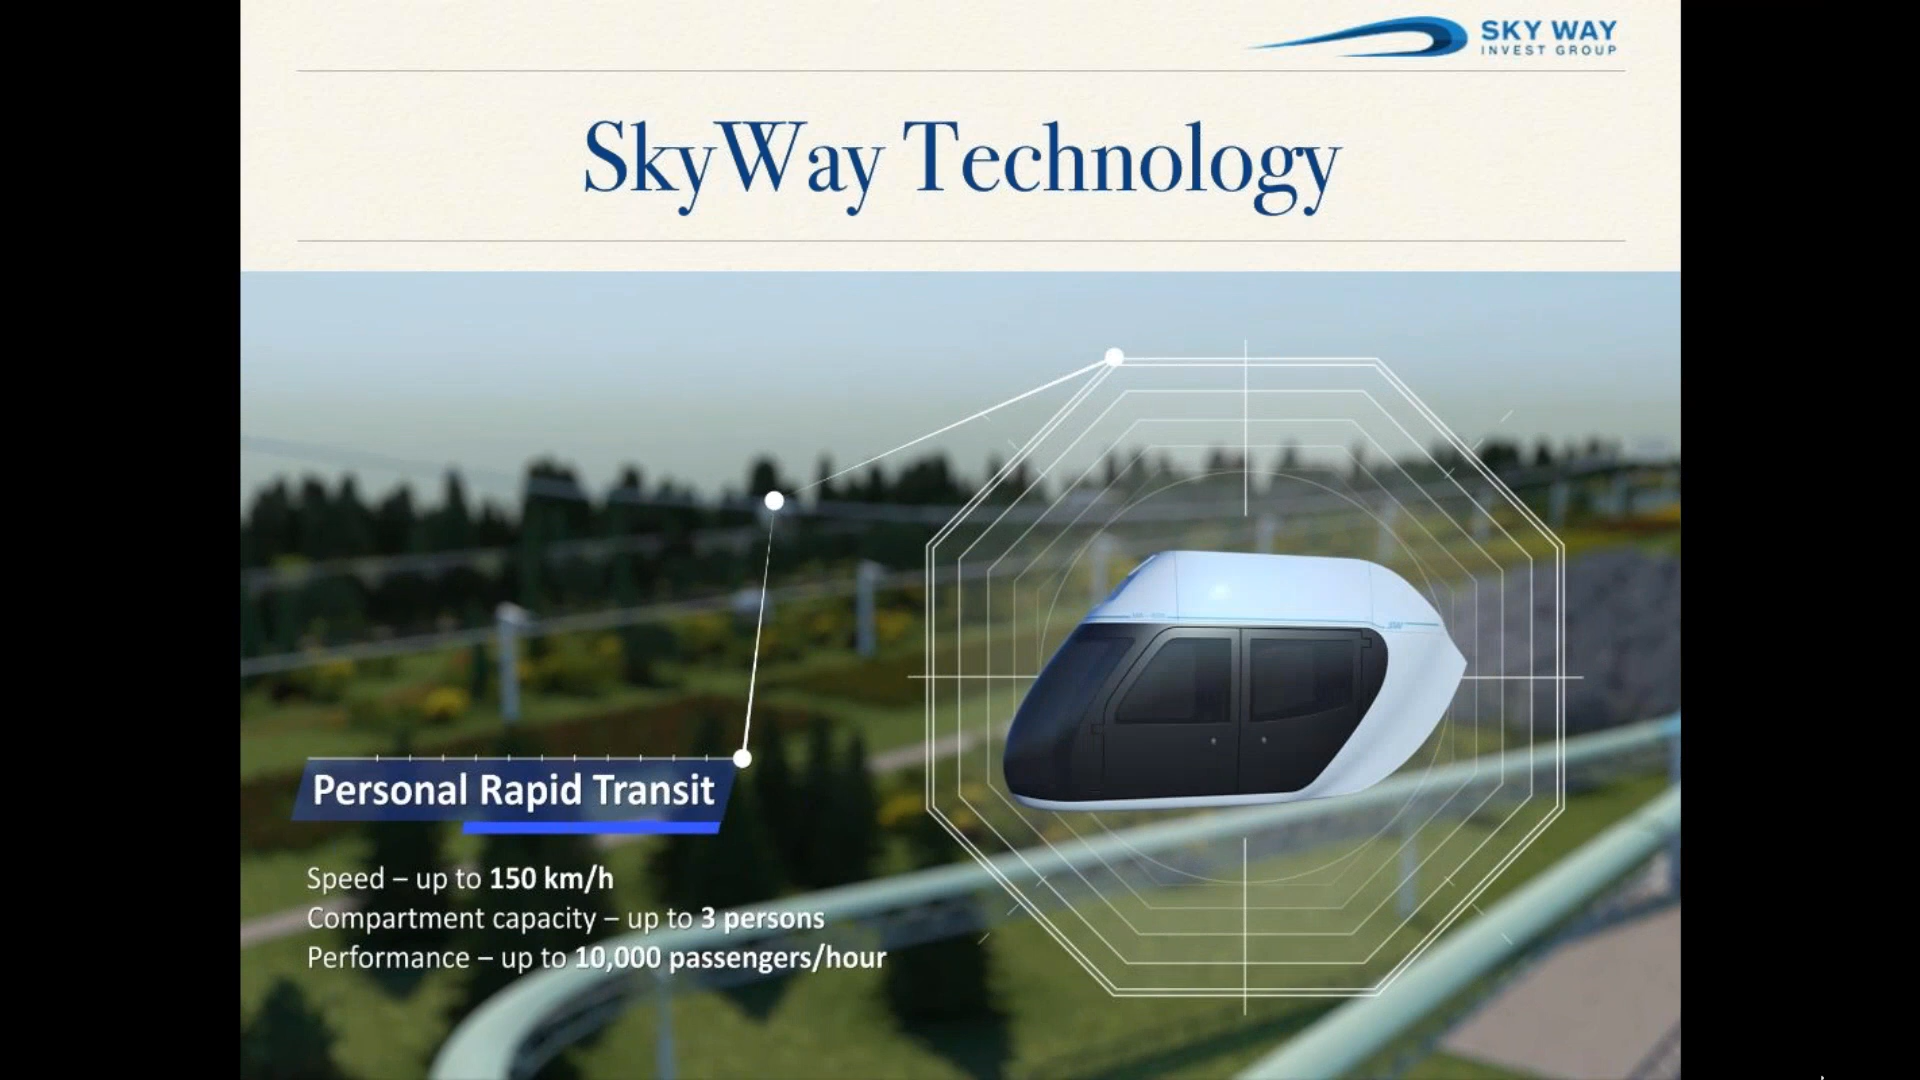 SKY WAY
INVEST GROUP
SkyWay Technology
Personal Rapid Transit
Speed – up to 150 km/h
Compartment capacity – up to 3 persons
Performance – up to 10,000 passengers/hour